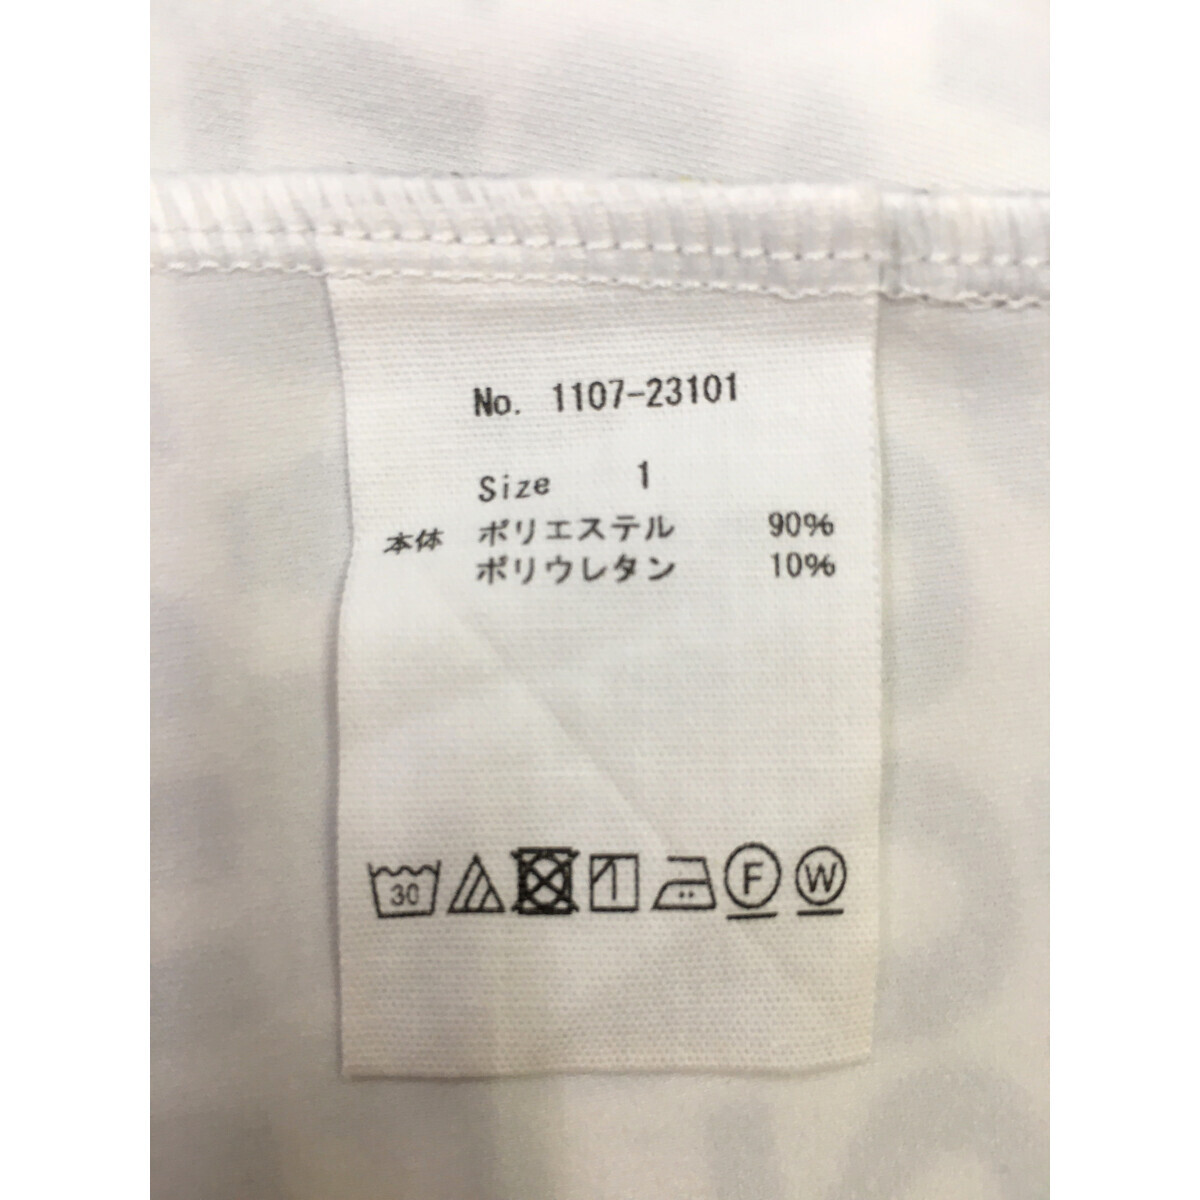 No. 1107-23101
Size 1
本体 ポリエステル 90%
ポリウレタン 10%
30 F W